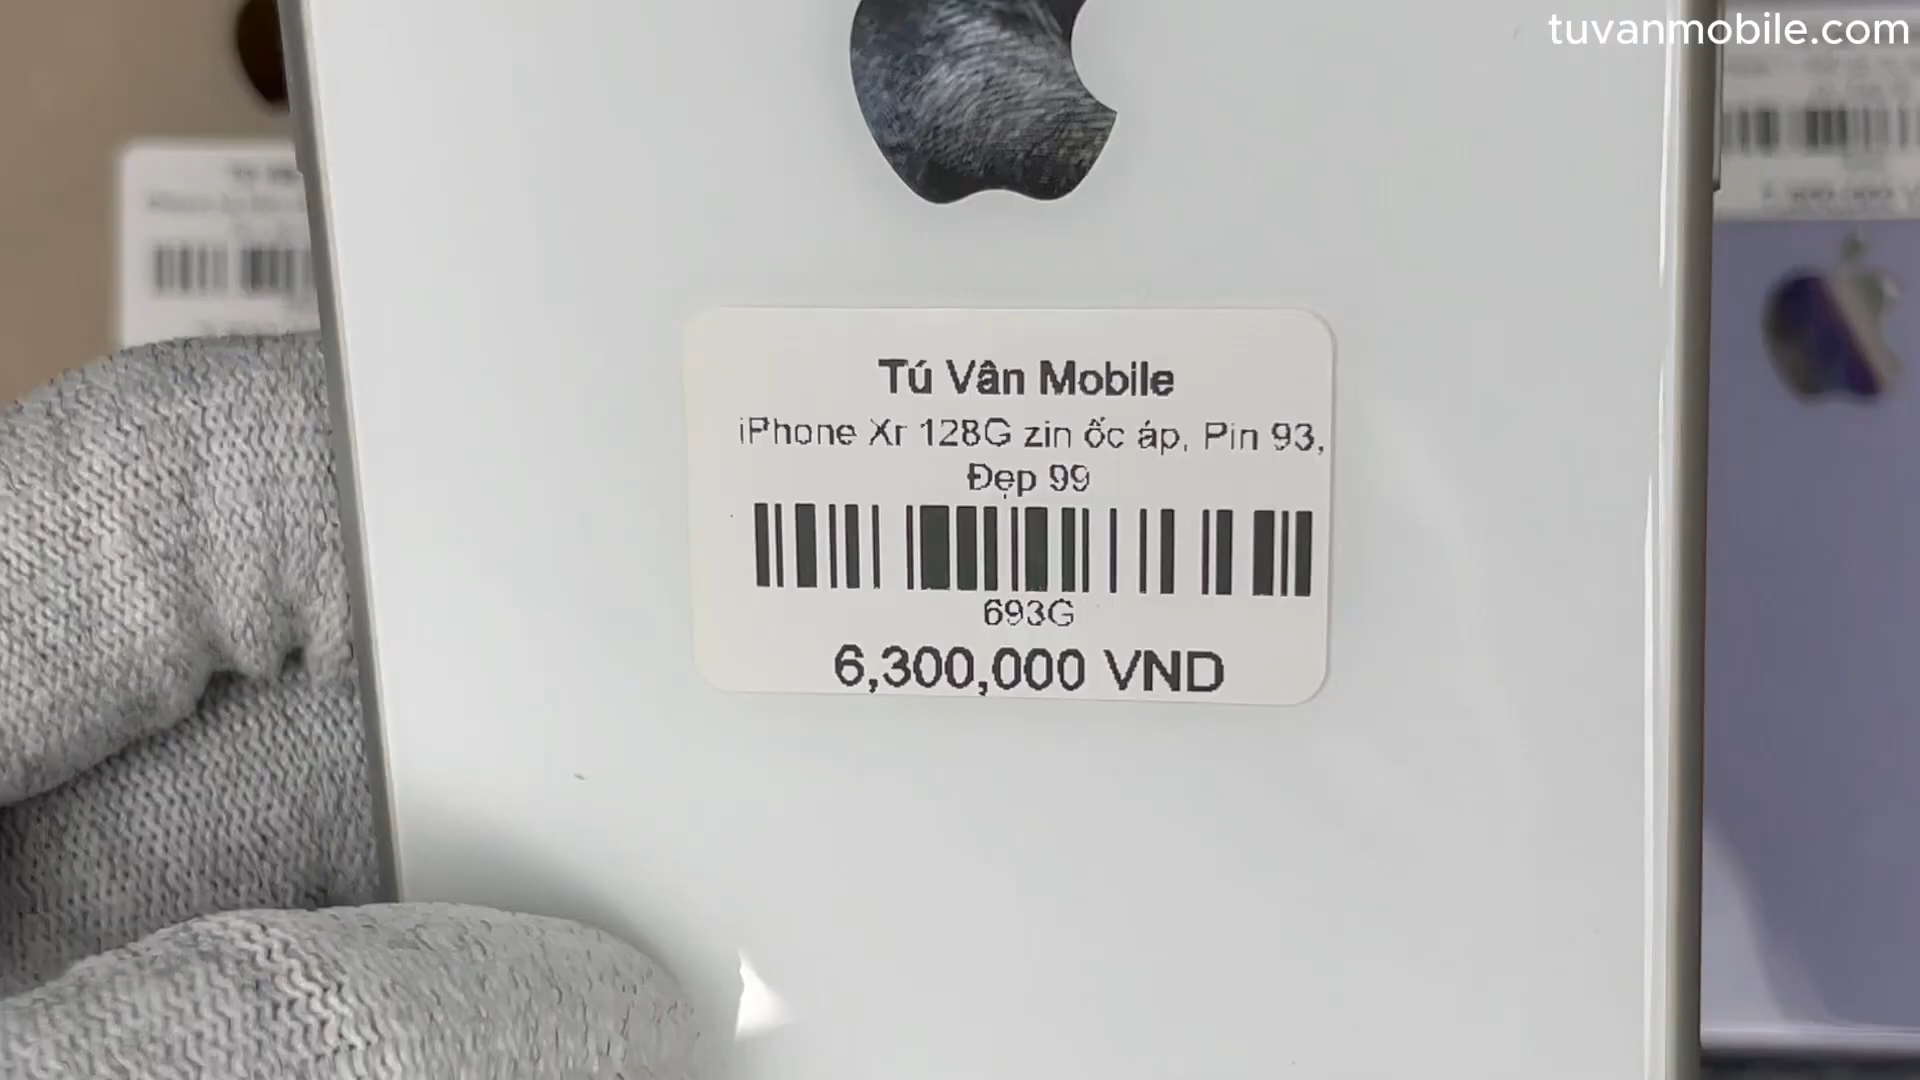 tuvanmobile.com
Tú Vân Mobile
iPhone Xr 128G zin ốc áp, Pin 93,
Đẹp 99
693G
6,300,000 VND